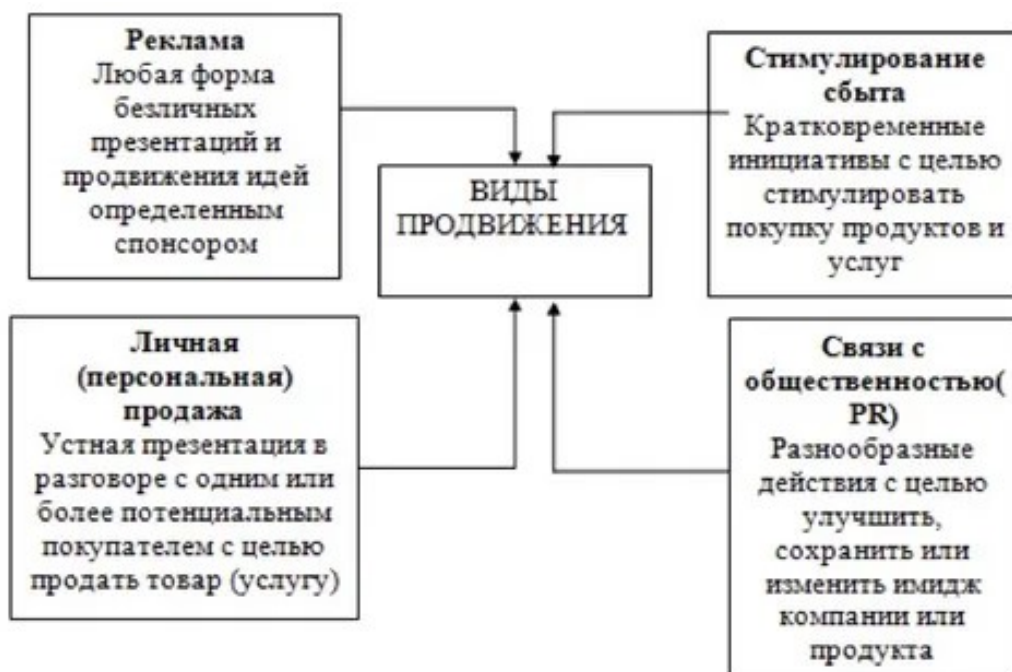 Реклама
Любая форма
безличных
презентаций и
продвижения идей
определенным
спонсором
Стимулирование
сбыта
Кратковременные
инициативы с целью
стимулировать
покупку продуктов и
услуг
ВИДЫ
ПРОДВИЖЕНИЯ
Личная
(персональная)
продажа
Устная презентация в
разговоре с одним или
более потенциальным
покупателем с целью
продать товар (услугу)
Связи с
общественностью(
PR)
Разнообразные
действия с целью
улучшить,
сохранить или
изменить имидж
компании или
продукта